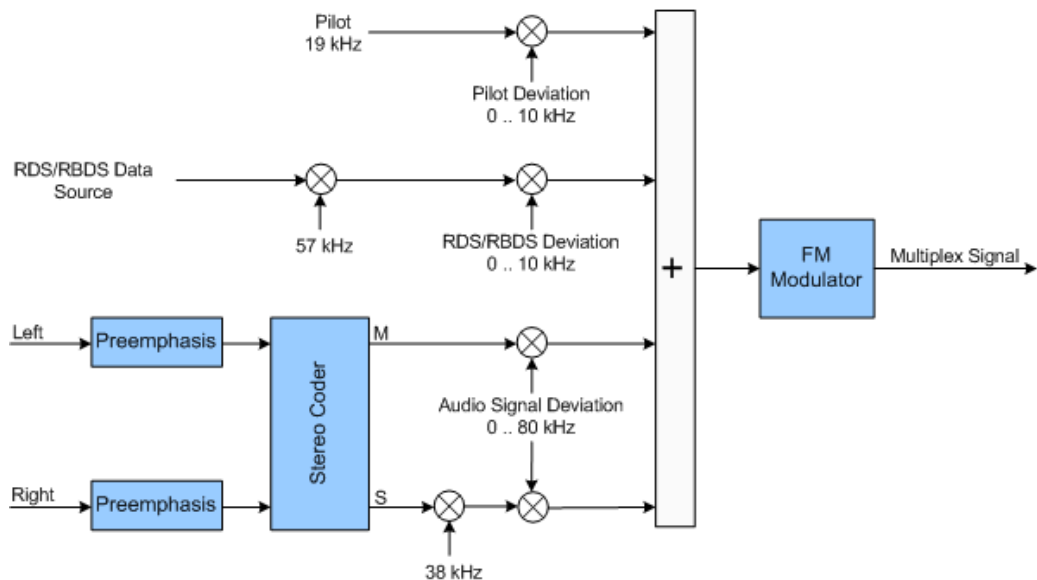 Pilot
19 kHz
Pilot Deviation
0 .. 10 kHz
RDS/RBDS Data
Source
57 kHz
RDS/RBDS Deviation
0 .. 10 kHz
+
FM
Modulator
Multiplex Signal
Left
Preemphasis
Stereo Coder
M
Audio Signal Deviation
0 .. 80 kHz
Right
Preemphasis
S
38 kHz